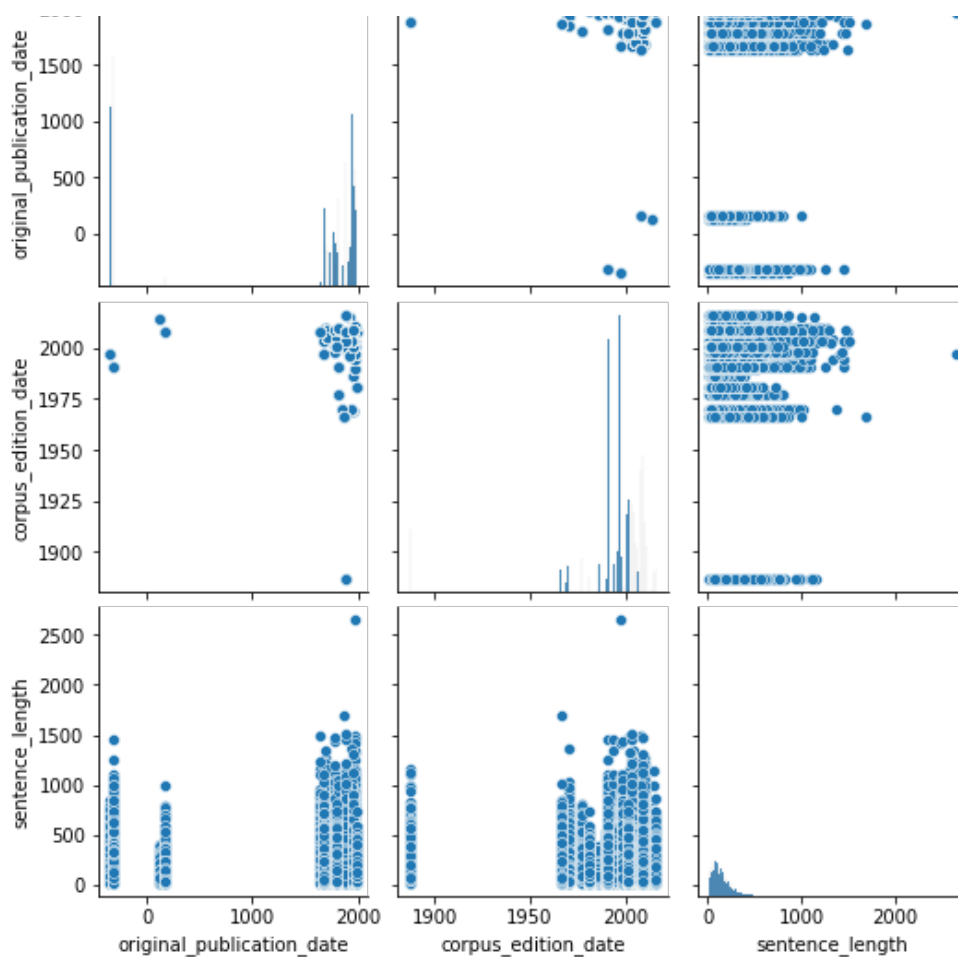 1500
1000
500
0
original_publication_date
2000
1975
1950
1925
1900
corpus_edition_date
2500
2000
1500
1000
500
0
sentence_length
0 1000 2000
original_publication_date
1900 1950 2000
corpus_edition_date
0 1000 2000
sentence_length